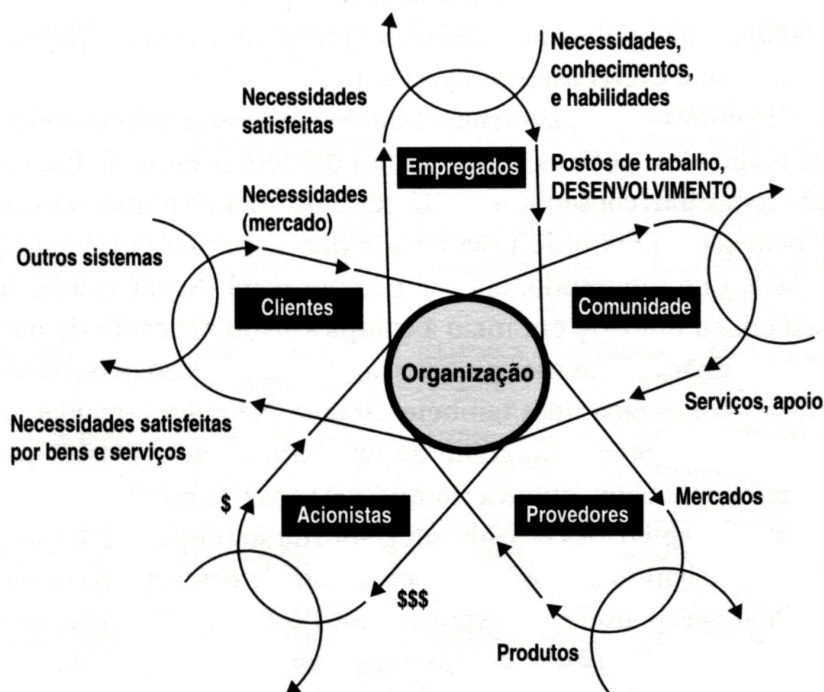 Necessidades,
conhecimentos,
e habilidades
Necessidades
satisfeitas
Empregados
Postos de trabalho,
DESENVOLVIMENTO
Necessidades
(mercado)
Outros sistemas
Clientes
Comunidade
Organização
Serviços, apoio
Necessidades satisfeitas
por bens e serviços
$
Acionistas
Provedores
Mercados
$$$
Produtos